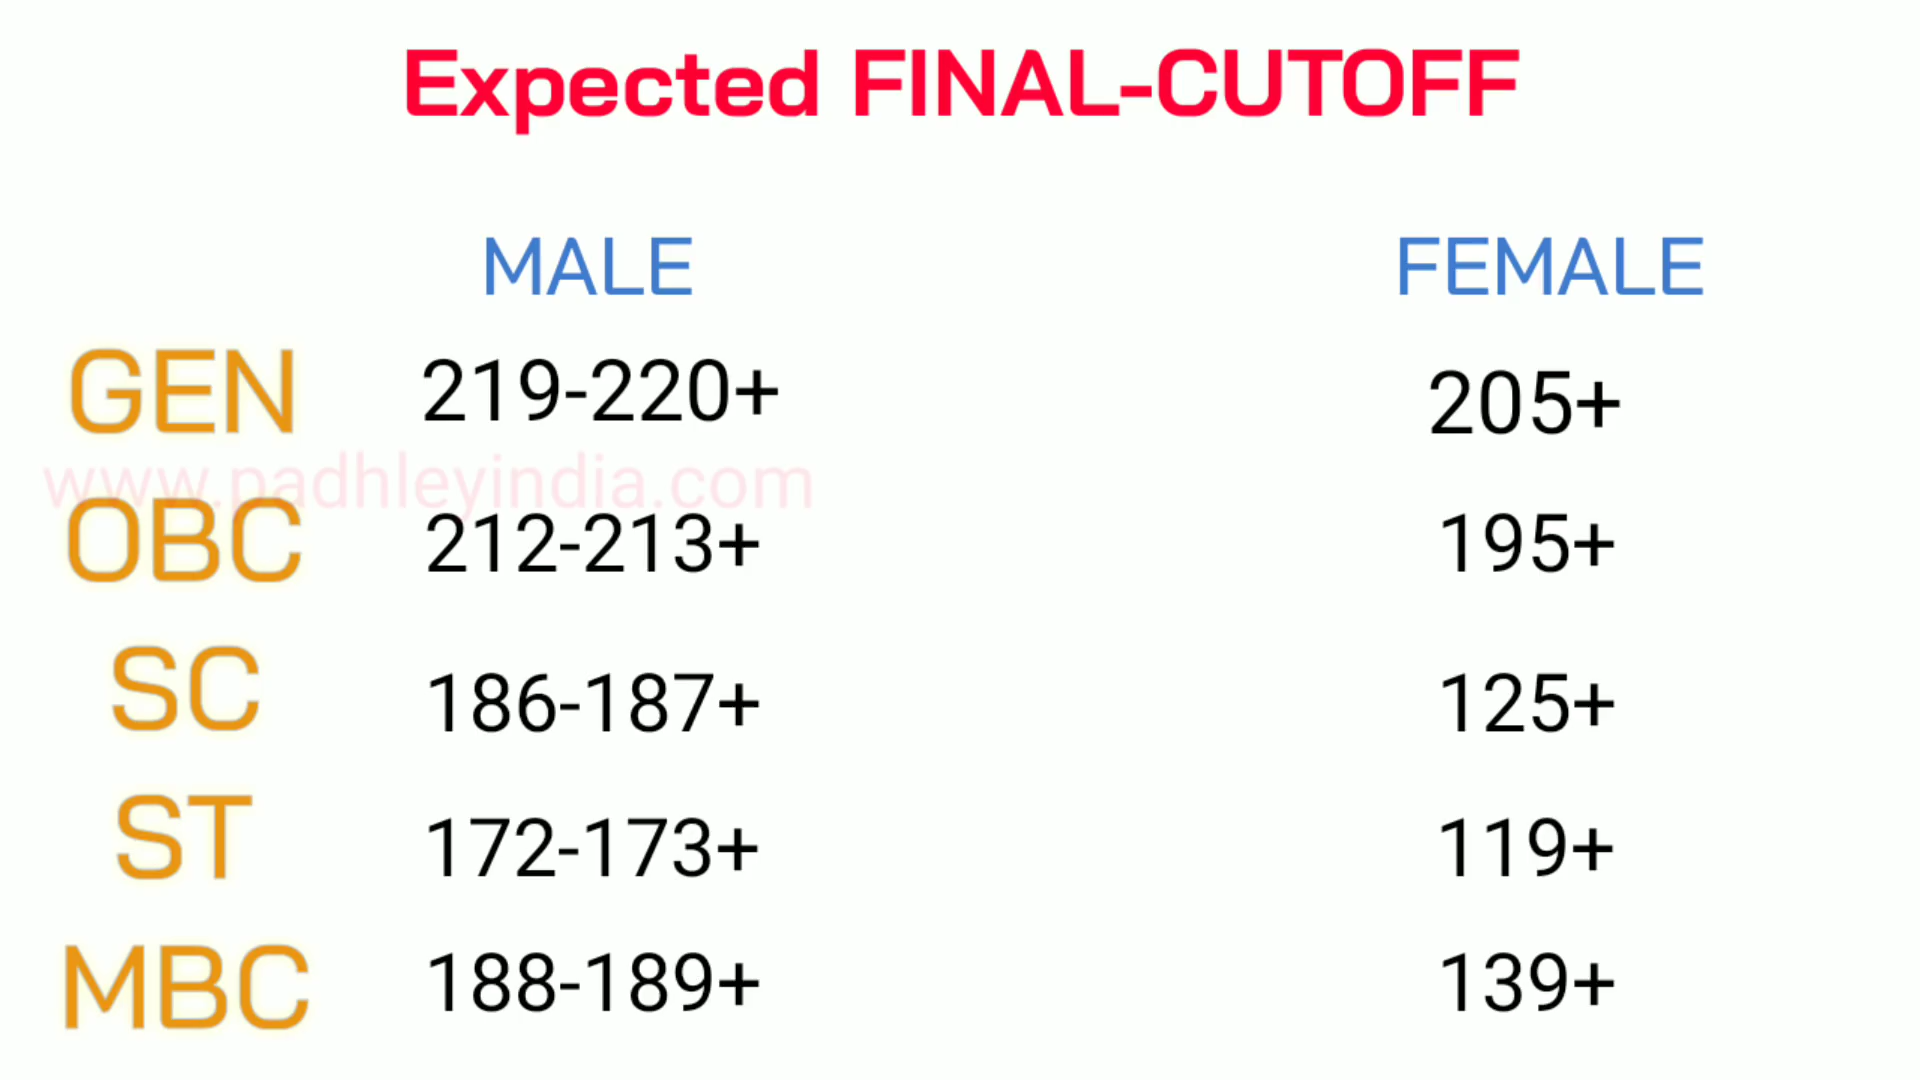 Expected FINAL-CUTOFF
MALE FEMALE
GEN 219-220+ 205+
www.padhleyindia.com
OBC 212-213+ 195+
SC 186-187+ 125+
ST 172-173+ 119+
MBC 188-189+ 139+